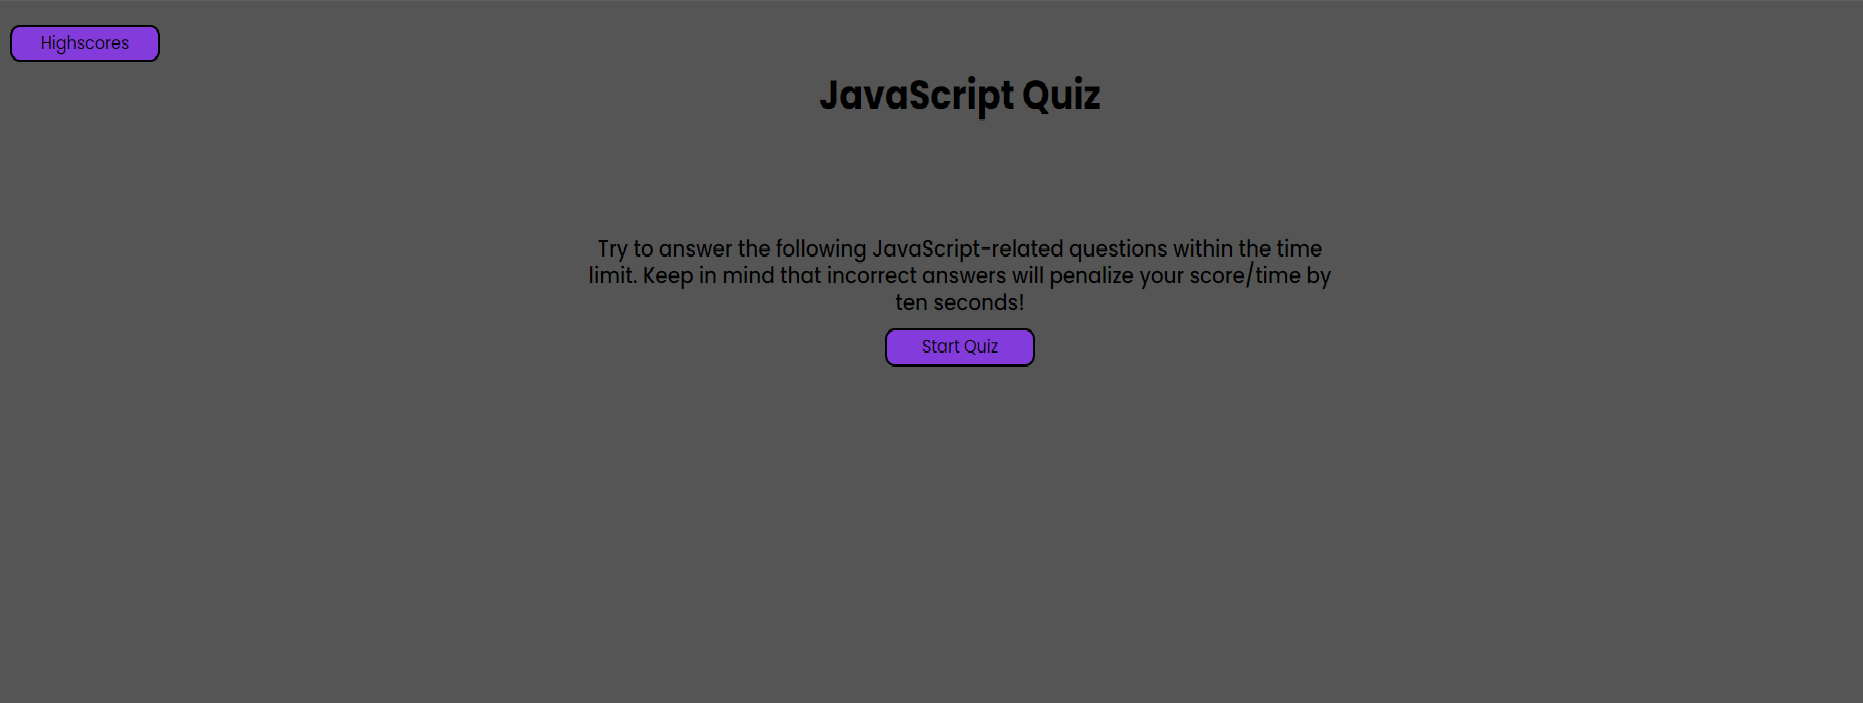 Highscores
JavaScript Quiz
Try to answer the following JavaScript-related questions within the time
limit. Keep in mind that incorrect answers will penalize your score/time by
ten seconds!
Start Quiz